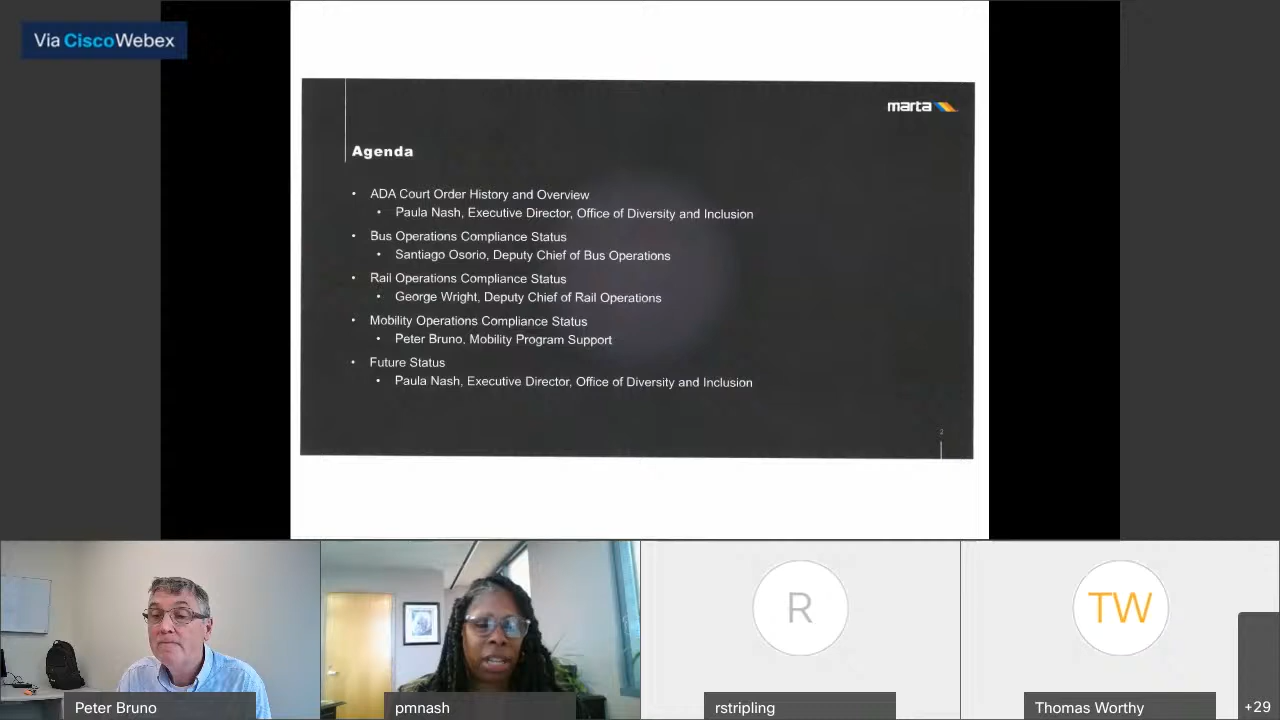 Via CiscoWebex
marta
Agenda
• ADA Court Order History and Overview
• Paula Nash, Executive Director, Office of Diversity and Inclusion
• Bus Operations Compliance Status
• Santiago Osorio, Deputy Chief of Bus Operations
• Rail Operations Compliance Status
• George Wright, Deputy Chief of Rail Operations
• Mobility Operations Compliance Status
• Peter Bruno, Mobility Program Support
• Future Status
• Paula Nash, Executive Director, Office of Diversity and Inclusion
2
R
TW
Peter Bruno
pmnash
rstripling
Thomas Worthy
+29